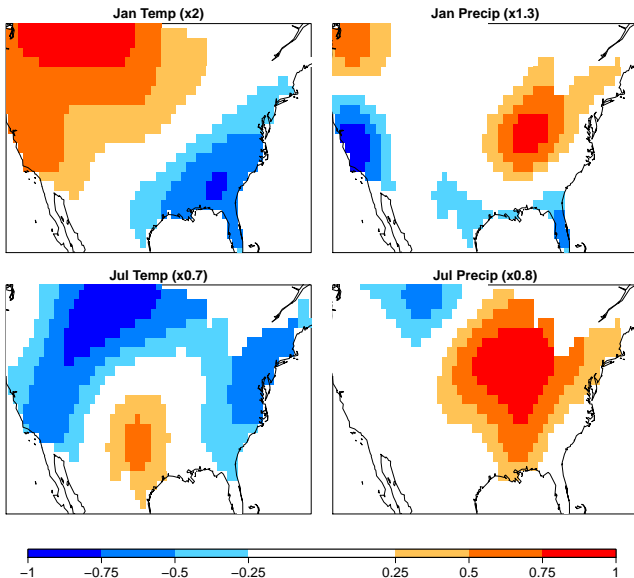 Jan Temp (x2)
Jan Precip (x1.3)
Jul Temp (x0.7)
Jul Precip (x0.8)
−1 −0.75 −0.5 −0.25 0.25 0.5 0.75 1